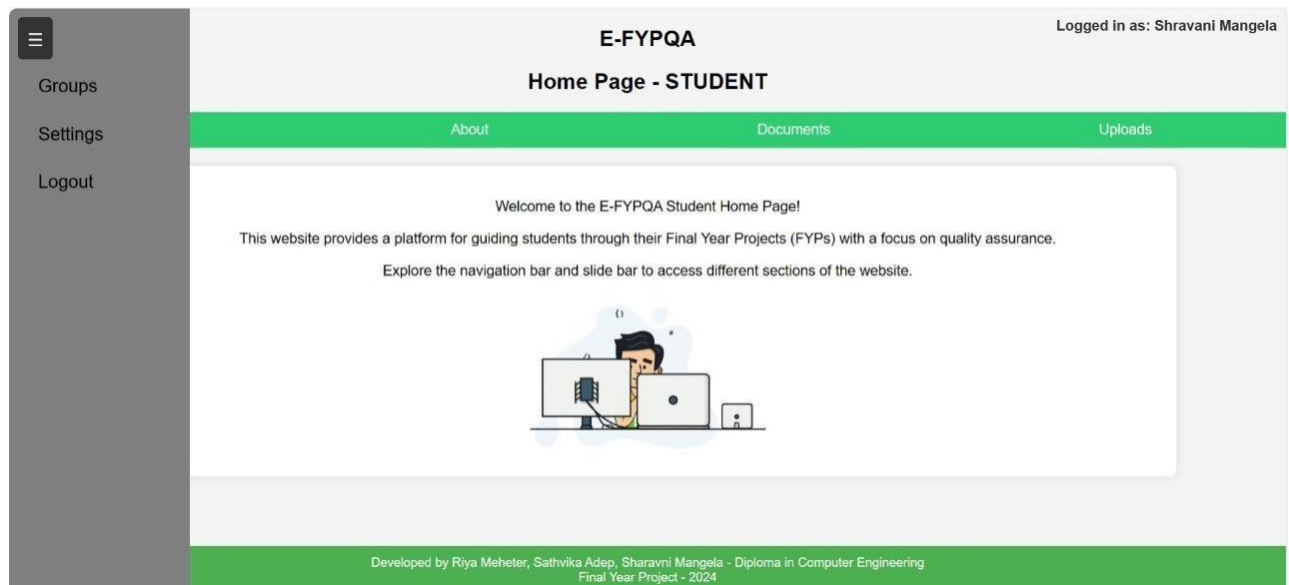 ☰
Logged in as: Shravani Mangela
E-FYPQA
Home Page - STUDENT
Groups
Settings
Logout
About Documents Uploads
Welcome to the E-FYPQA Student Home Page!
This website provides a platform for guiding students through their Final Year Projects (FYPs) with a focus on quality assurance.
Explore the navigation bar and slide bar to access different sections of the website.
Developed by Riya Meheter, Sathvika Adep, Sharavni Mangela - Diploma in Computer Engineering
Final Year Project - 2024